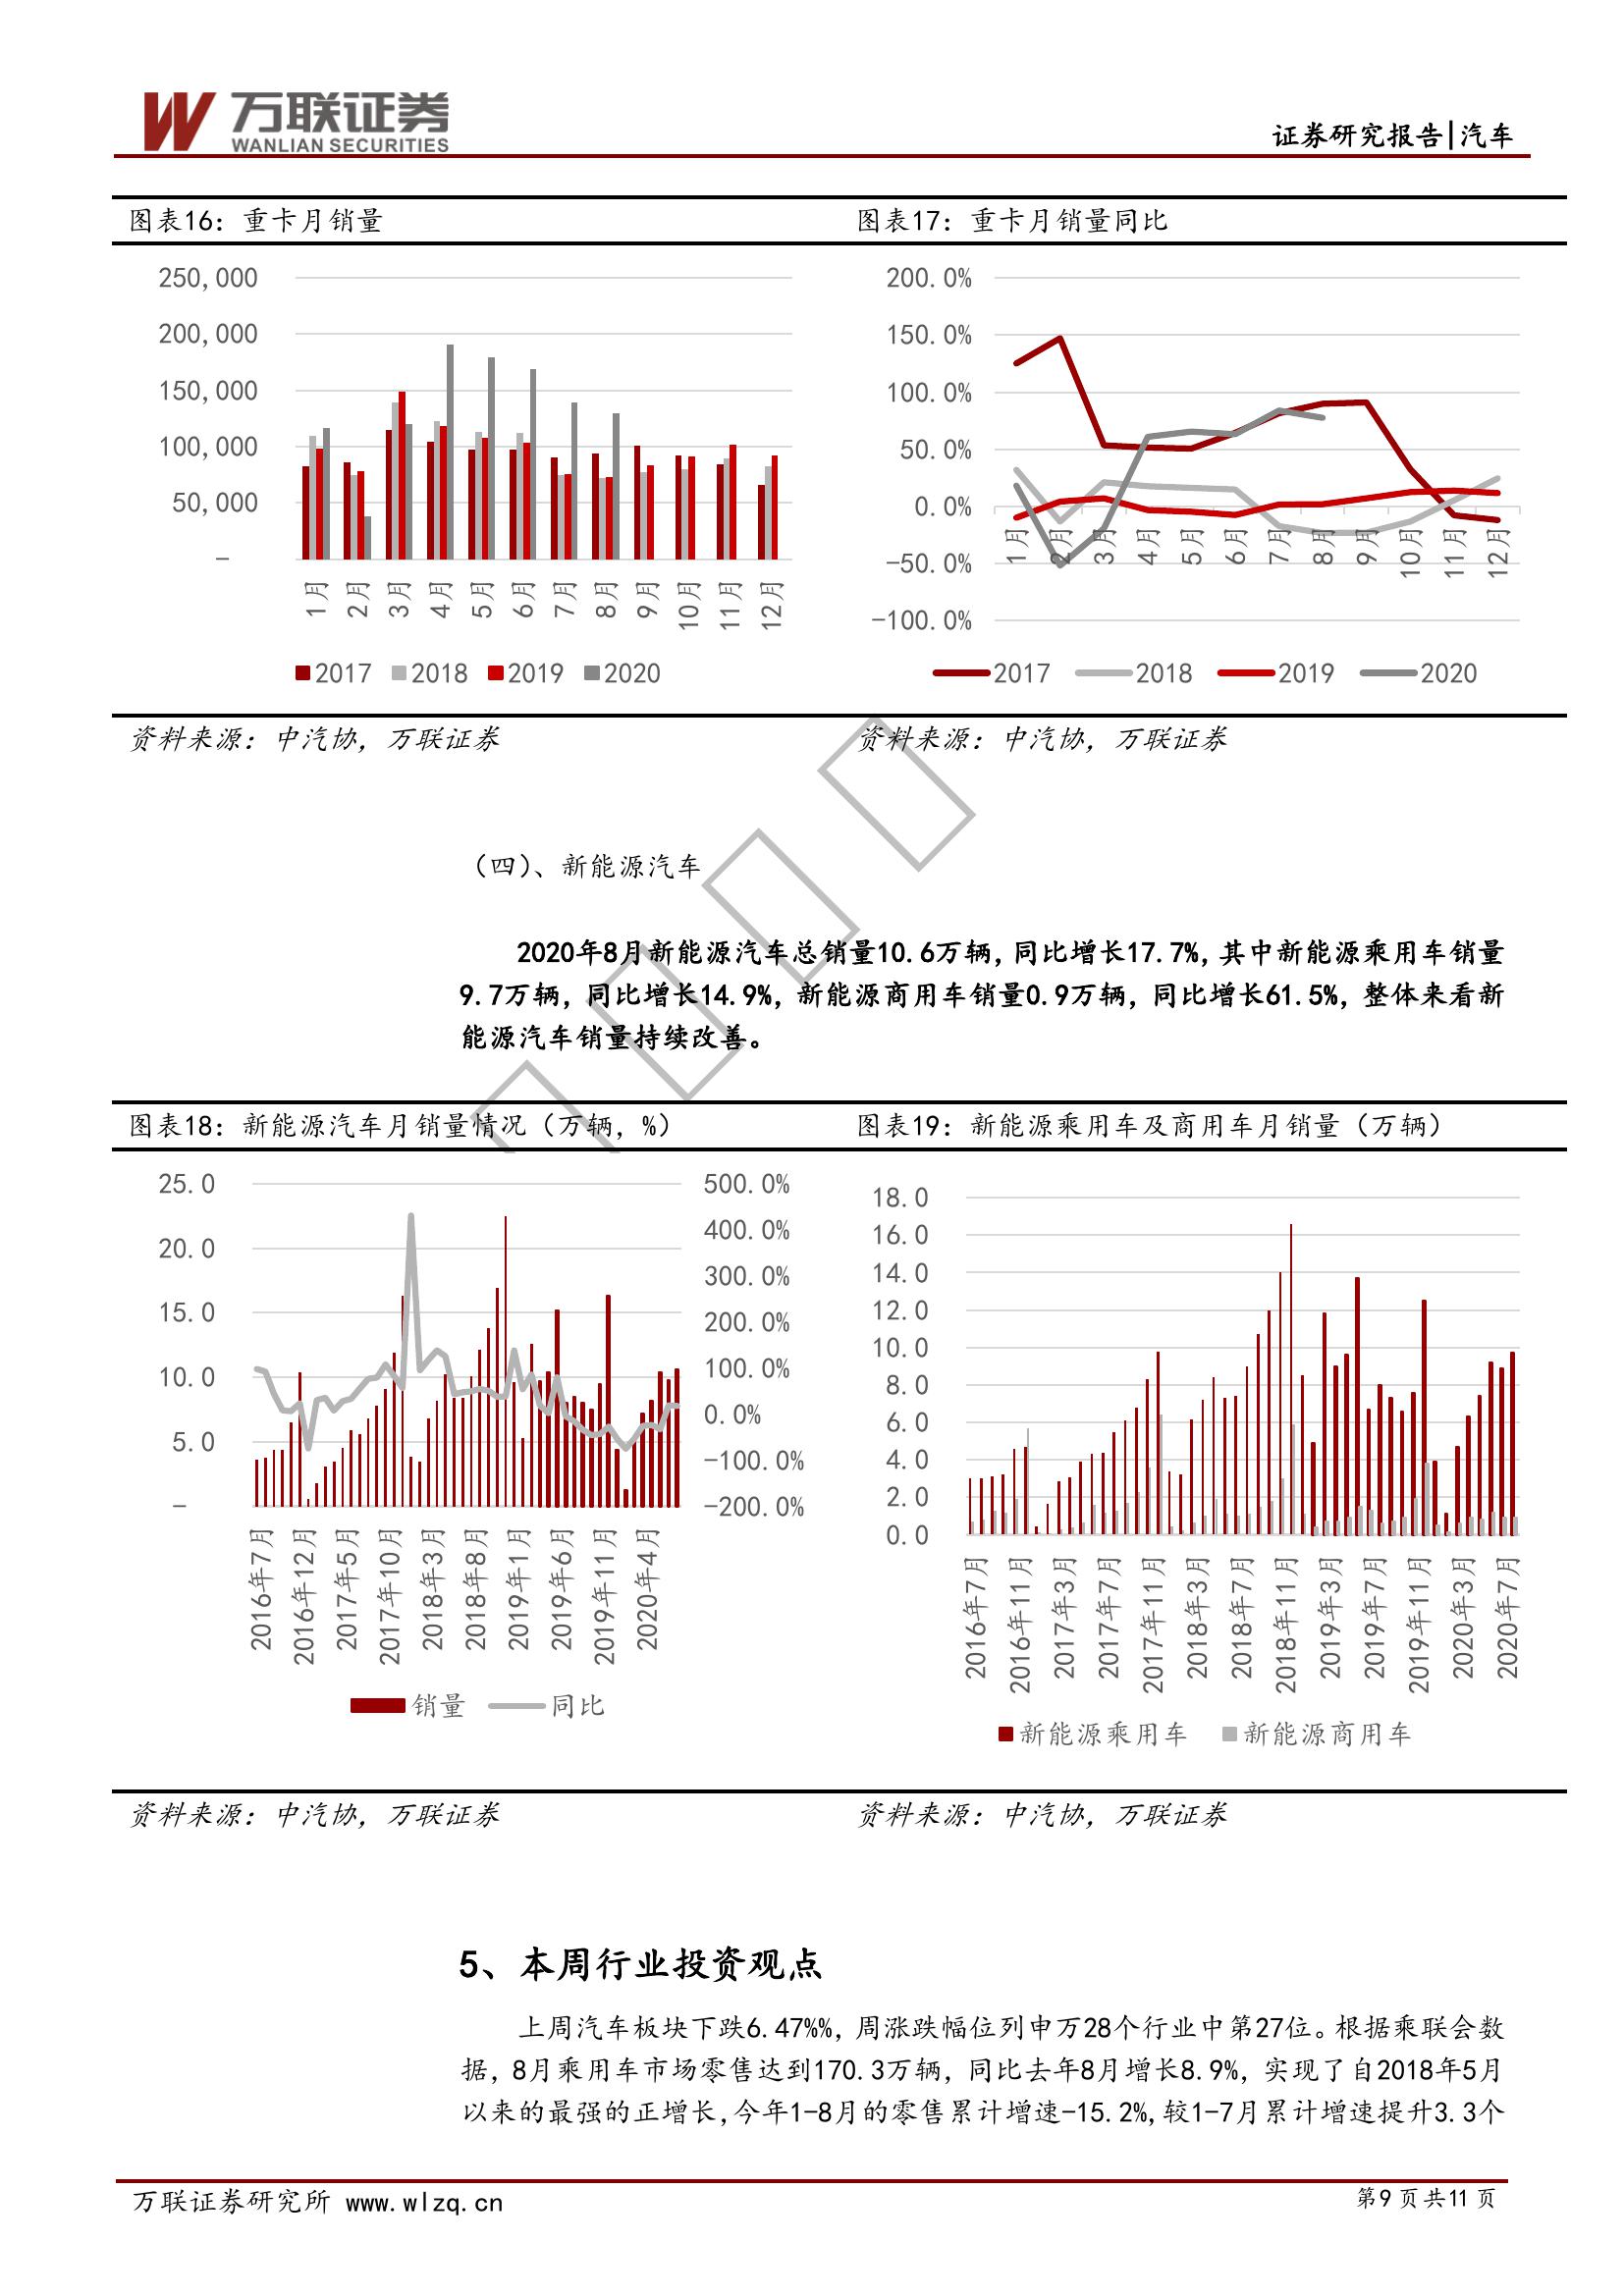 万联证券
WANLIAN SECURITIES
证券研究报告|汽车
图表16：重卡月销量
图表17：重卡月销量同比
250,000
200,000
150,000
100,000
50,000
-
1月 2月 3月 4月 5月 6月 7月 8月 9月 10月 11月 12月
2017 2018 2019 2020
200.0%
150.0%
100.0%
50.0%
0.0%
-50.0%
-100.0%
1月 2月 3月 4月 5月 6月 7月 8月 9月 10月 11月 12月
2017 2018 2019 2020
资料来源：中汽协，万联证券
资料来源：中汽协，万联证券
（四）、新能源汽车
2020年8月新能源汽车总销量10.6万辆，同比增长17.7%，其中新能源乘用车销量
9.7万辆，同比增长14.9%，新能源商用车销量0.9万辆，同比增长61.5%，整体来看新
能源汽车销量持续改善。
图表18：新能源汽车月销量情况（万辆，%）
图表19：新能源乘用车及商用车月销量（万辆）
25.0
20.0
15.0
10.0
5.0
-
500.0%
400.0%
300.0%
200.0%
100.0%
0.0%
-100.0%
-200.0%
2016年7月 2016年12月 2017年5月 2017年10月 2018年3月 2018年8月 2019年1月 2019年6月 2019年11月 2020年4月
销量 同比
18.0
16.0
14.0
12.0
10.0
8.0
6.0
4.0
2.0
0.0
2016年7月 2016年11月 2017年3月 2017年7月 2017年11月 2018年3月 2018年7月 2018年11月 2019年3月 2019年7月 2019年11月 2020年3月 2020年7月
新能源乘用车 新能源商用车
资料来源：中汽协，万联证券
资料来源：中汽协，万联证券
5、本周行业投资观点
上周汽车板块下跌6.47%%，周涨跌幅位列申万28个行业中第27位。根据乘联会数
据，8月乘用车市场零售达到170.3万辆，同比去年8月增长8.9%，实现了自2018年5月
以来的最强的正增长，今年1-8月的零售累计增速-15.2%，较1-7月累计增速提升3.3个
万联证券研究所 www.wlzq.cn
第9页共11页